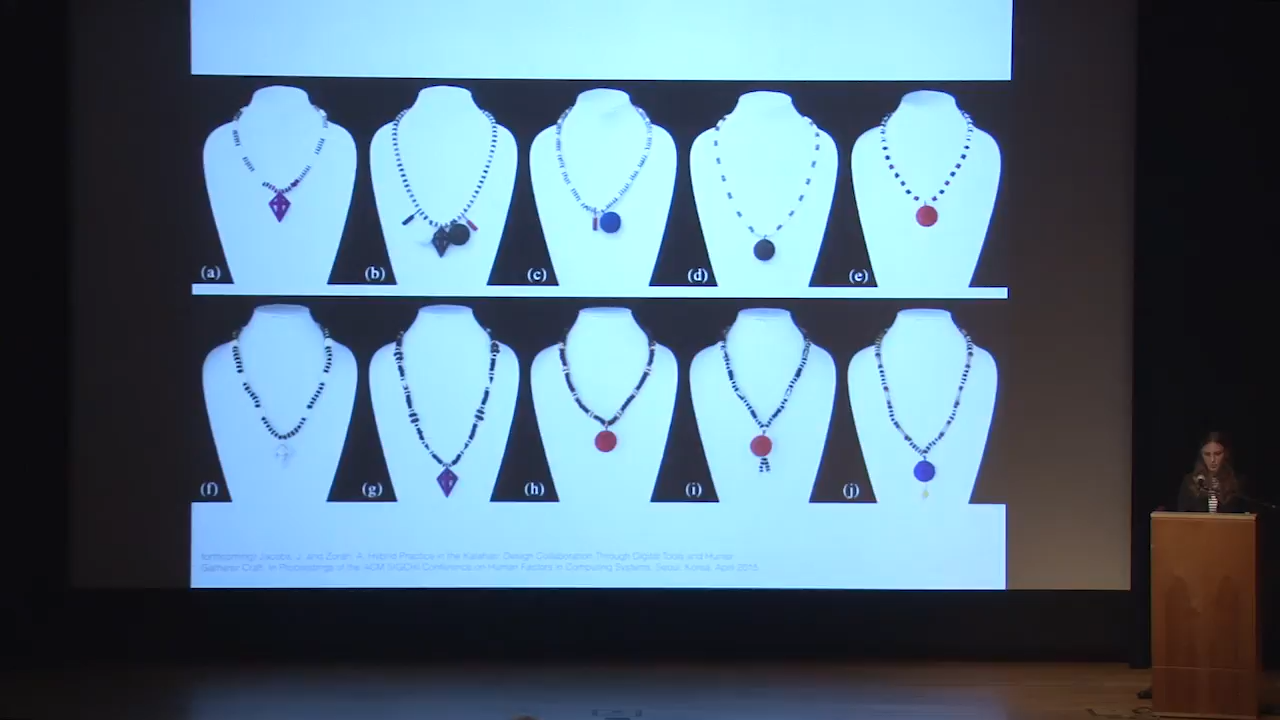 (a) (b) (c) (d) (e)
(f) (g) (h) (i) (j)
forthcoming: Jacobs, J. and Zoran, A. Hybrid Practice in the Kalahari: Design Collaboration Through Digital Tools and Hunter
Gatherer Craft. In Proceedings of the ACM SIGCHI Conference on Human Factors in Computing Systems, Seoul, Korea, April 2015